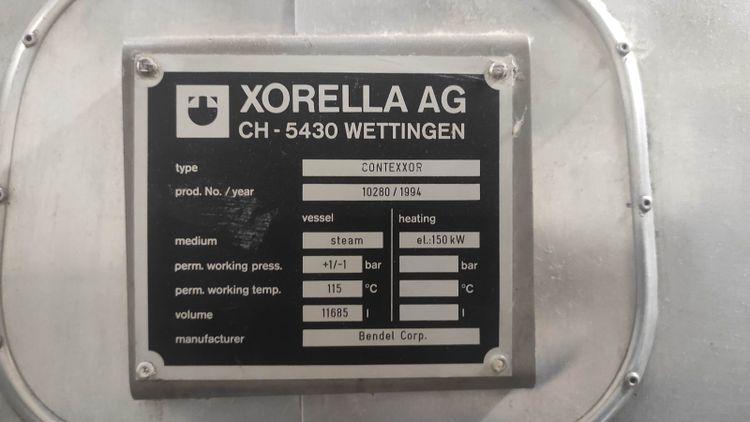 XORELLA AG
CH - 5430 WETTINGEN
type CONTEXXOR
prod. No. / year 10280 / 1994
vessel heating
medium steam el.:150 kW
perm. working press. +1/-1 bar bar
perm. working temp. 115 °C °C
volume 11685 l l
manufacturer Bendel Corp.